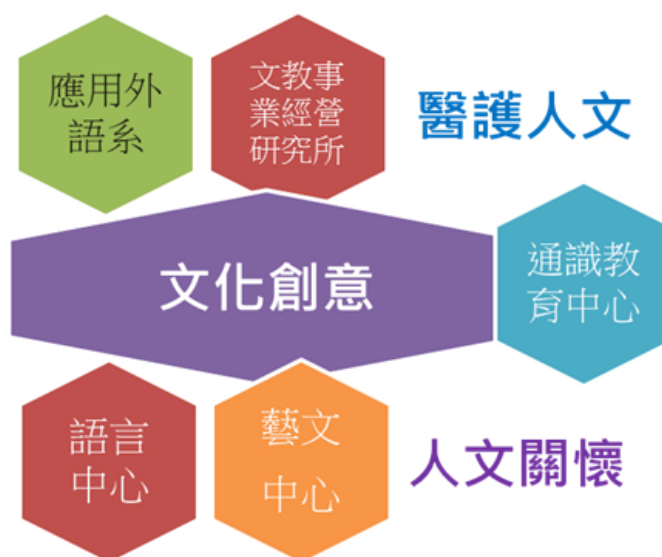 應用外
語系
文教事
業經營
研究所
醫護人文
文化創意
通識教
育中心
語言
中心
藝文
中心
人文關懷